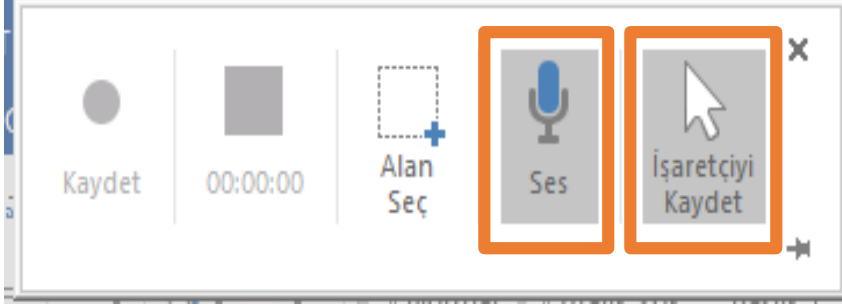 Kaydet
00:00:00
Alan
Seç
Ses
İşaretçiyi
Kaydet